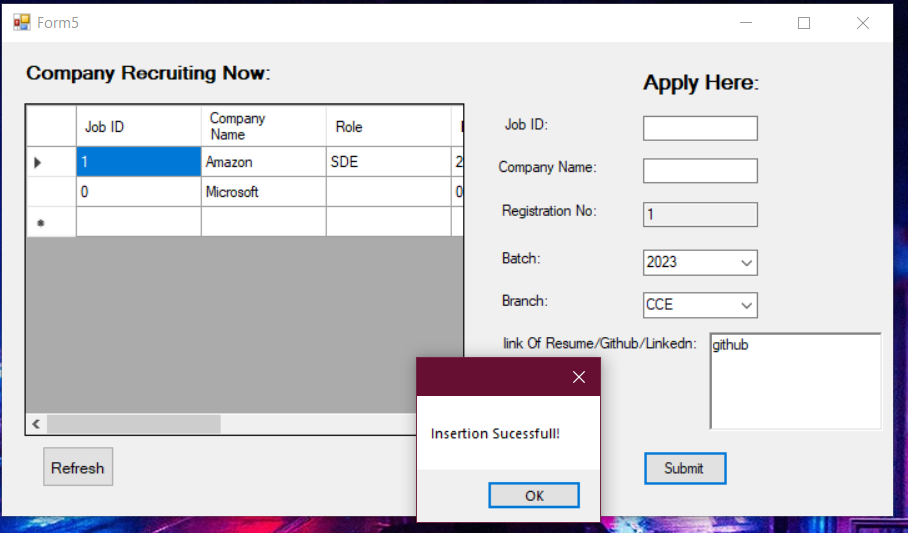 Form5
Company Recruiting Now:
Job ID
Company
Name
Role
1
Amazon
SDE
2
0
Microsoft
0
Refresh
Apply Here:
Job ID:
Company Name:
Registration No:
1
Batch:
2023
Branch:
CCE
link Of Resume/Github/Linkedn:
github
Submit
Insertion Sucessfull!
OK